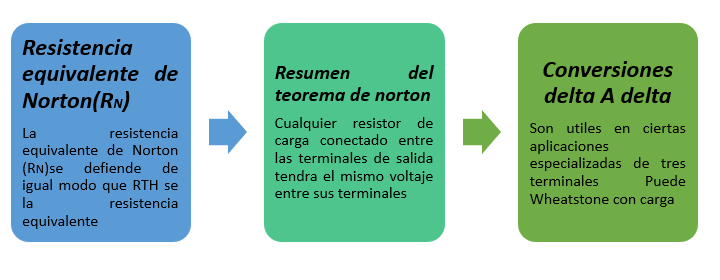 Resistencia
equivalente de
Norton(RN)
La resistencia
equivalente de Norton
(RN)se defiende de
igual modo que RTH se
la resistencia
equivalente
Resumen del
teorema de norton
Cualquier resistor de
carga conectado entre
las terminales de salida
tendra el mismo voltaje
entre sus terminales
Conversiones
delta A delta
Son utiles en ciertas
aplicaciones
especializadas de tres
terminales Puede
Wheatstone con carga